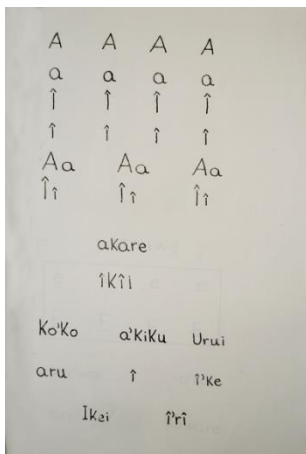 A A A A
a a a a
Î Î Î Î
î î î î
Aa Aa Aa
Îî Îî Îî
akare
îKîi
Ko'Ko a'KiKu Urui
aru î î'Ke
Ikei î'rî